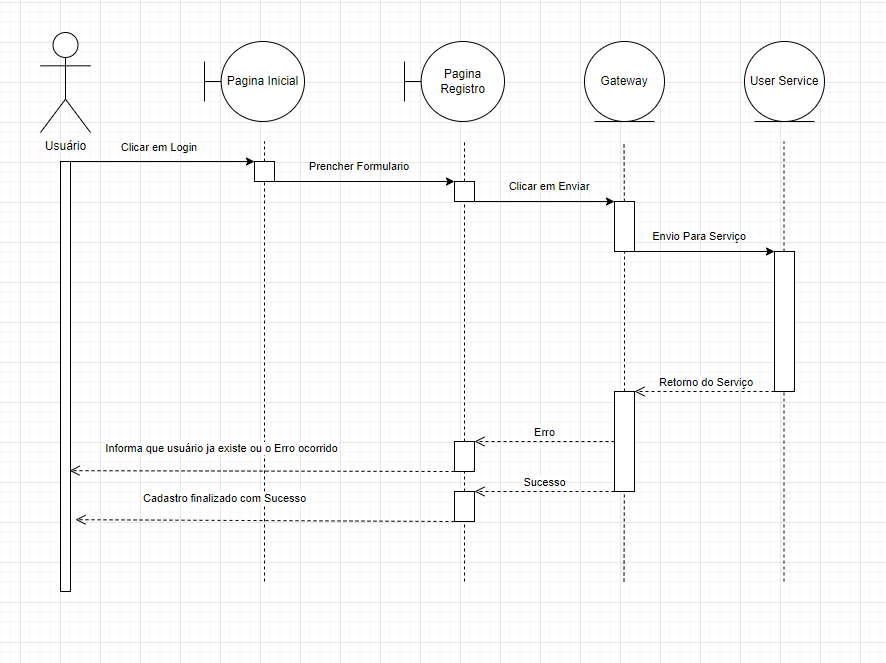 Usuário
Pagina Inicial
Pagina
Registro
Gateway
User Service
Clicar em Login
Prencher Formulario
Clicar em Enviar
Envio Para Serviço
Retorno do Serviço
Erro
Informa que usuário ja existe ou o Erro ocorrido
Sucesso
Cadastro finalizado com Sucesso